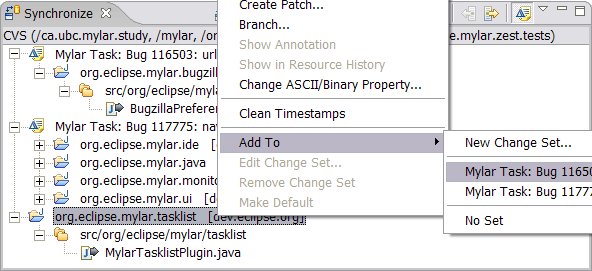 Synchronize
CVS (/ca.ubc.mylar.study, /mylar, /or
e.mylar.zest.tests)
Mylar Task: Bug 116503: url
org.eclipse.mylar.bugzill
src/org/eclipse/myla
BugzillaPreferen
Mylar Task: Bug 117775: nav
org.eclipse.mylar.ide [d
org.eclipse.mylar.java
org.eclipse.mylar.monito
org.eclipse.mylar.ui [de
org.eclipse.mylar.tasklist [dev.eclipse.org]
src/org/eclipse/mylar/tasklist
MylarTasklistPlugin.java
Create Patch...
Branch...
Show Annotation
Show in Resource History
Change ASCII/Binary Property...
Clean Timestamps
Add To
Edit Change Set...
Remove Change Set
Make Default
New Change Set...
Mylar Task: Bug 11650
Mylar Task: Bug 11777
No Set